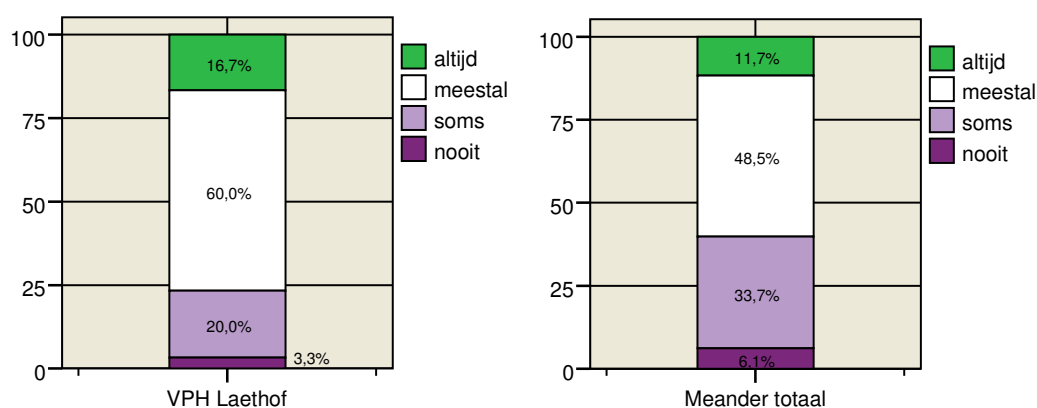 100
75
50
25
0
16,7%
60,0%
20,0%
3,3%
altijd
meestal
soms
nooit
VPH Laethof
100
75
50
25
0
11,7%
48,5%
33,7%
6,1%
altijd
meestal
soms
nooit
Meander totaal